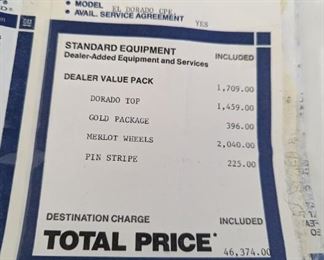 MODEL EL DORADO CPE
AVAIL. SERVICE AGREEMENT YES
STANDARD EQUIPMENT INCLUDED
Dealer-Added Equipment and Services
DEALER VALUE PACK 1,709.00
DORADO TOP 1,459.00
GOLD PACKAGE 396.00
MERLOT WHEELS 2,040.00
PIN STRIPE 225.00
DESTINATION CHARGE INCLUDED
TOTAL PRICE* 46,374.00